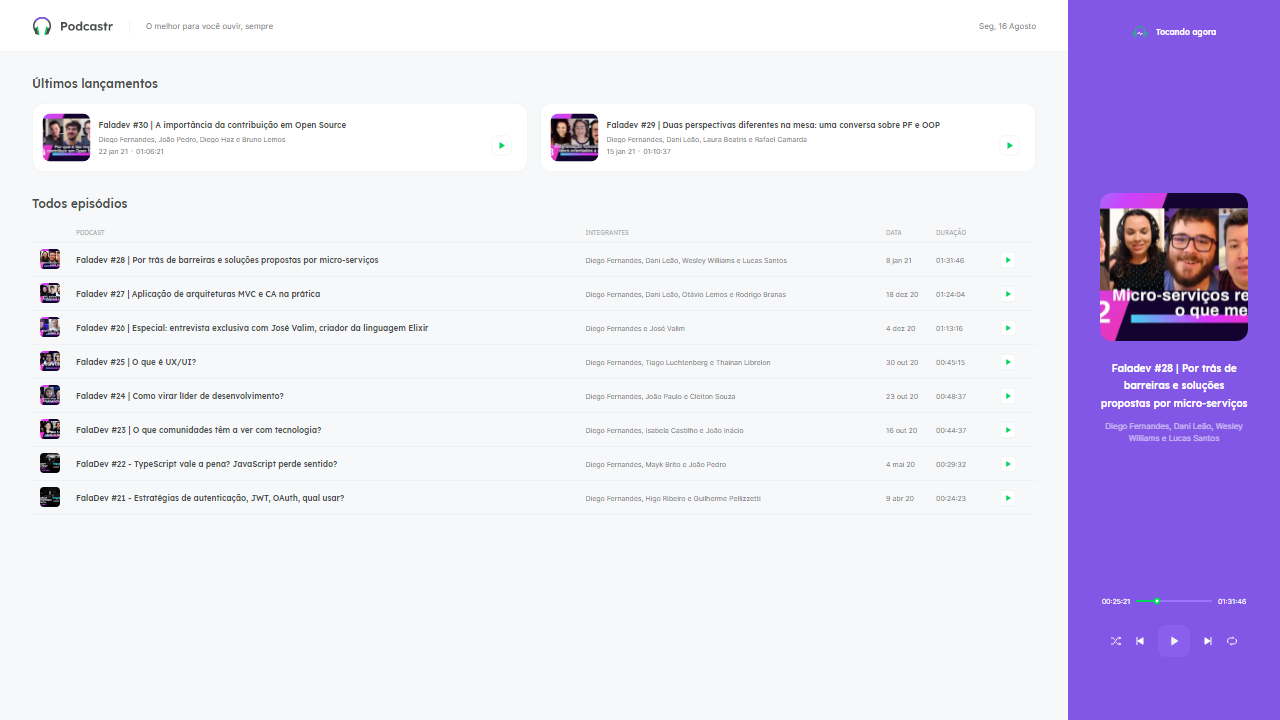 Podcastr
O melhor para você ouvir, sempre
Seg, 16 Agosto
Tocando agora
Últimos lançamentos
Faladev #30 | A importância da contribuição em Open Source
Diego Fernandes, João Pedro, Diego Haz e Bruno Lemos
22 jan 21 · 01:06:21
Faladev #29 | Duas perspectivas diferentes na mesa: uma conversa sobre PF e OOP
Diego Fernandes, Dani Leão, Laura Beatris e Rafael Camarda
15 jan 21 · 01:10:37
Todos episódios
PODCAST INTEGRANTES DATA DURAÇÃO
Faladev #28 | Por trás de barreiras e soluções propostas por micro-serviços Diego Fernandes, Dani Leão, Wesley Williams e Lucas Santos 8 jan 21 01:31:46
Faladev #27 | Aplicação de arquiteturas MVC e CA na prática Diego Fernandes, Dani Leão, Otávio Lemos e Rodrigo Branas 18 dez 20 01:24:04
Faladev #26 | Especial: entrevista exclusiva com José Valim, criador da linguagem Elixir Diego Fernandes e José Valim 4 dez 20 01:13:16
Faladev #25 | O que é UX/UI? Diego Fernandes, Tiago Luchtenberg e Thainan Librelon 30 out 20 00:45:15
Faladev #24 | Como virar líder de desenvolvimento? Diego Fernandes, João Paulo e Cleiton Souza 23 out 20 00:48:37
FalaDev #23 | O que comunidades têm a ver com tecnologia? Diego Fernandes, Isabela Castilho e João Inácio 16 out 20 00:44:37
FalaDev #22 - TypeScript vale a pena? JavaScript perde sentido? Diego Fernandes, Mayk Brito e João Pedro 4 mai 20 00:29:32
FalaDev #21 - Estratégias de autenticação, JWT, OAuth, qual usar? Diego Fernandes, Higo Ribeiro e Guilherme Pellizzetti 9 abr 20 00:24:23
Micro-serviços re
2 o que me
Faladev #28 | Por trás de
barreiras e soluções
propostas por micro-serviços
Diego Fernandes, Dani Leão, Wesley
Williams e Lucas Santos
00:25:21 01:31:46